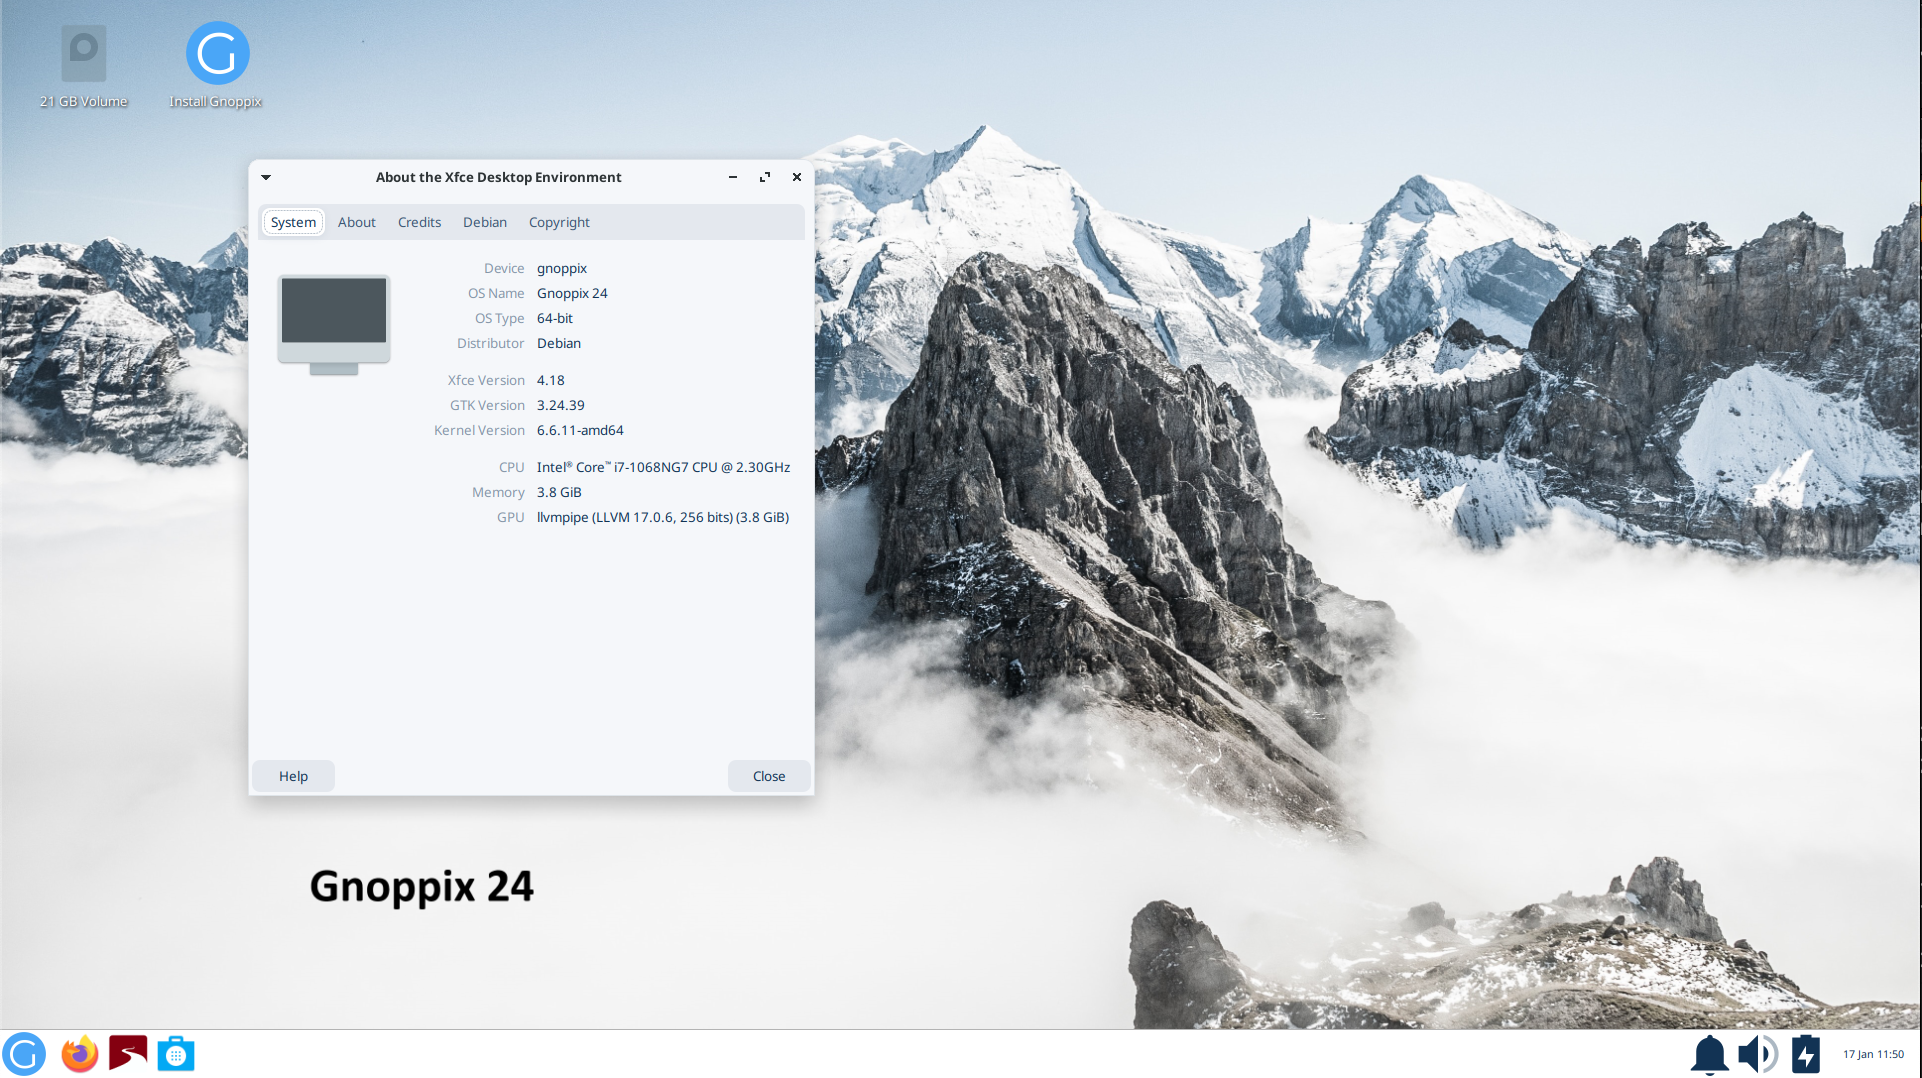 21 GB Volume
Install Gnoppix
About the Xfce Desktop Environment
System About Credits Debian Copyright
Device gnoppix
OS Name Gnoppix 24
OS Type 64-bit
Distributor Debian
Xfce Version 4.18
GTK Version 3.24.39
Kernel Version 6.6.11-amd64
CPU Intel® Core™ i7-1068NG7 CPU @ 2.30GHz
Memory 3.8 GiB
GPU llvmpipe (LLVM 17.0.6, 256 bits) (3.8 GiB)
Help Close
Gnoppix 24
17 Jan 11:50